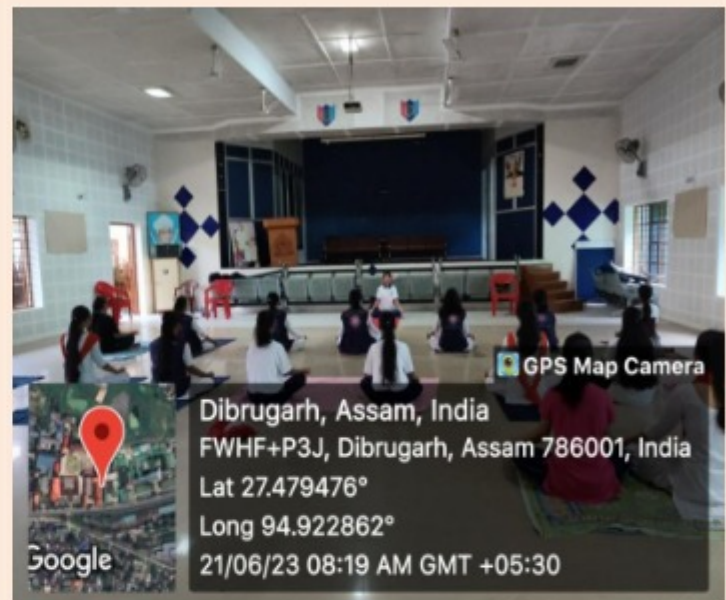 GPS Map Camera
Dibrugarh, Assam, India
FWHF+P3J, Dibrugarh, Assam 786001, India
Lat 27.479476°
Long 94.922862°
21/06/23 08:19 AM GMT +05:30
Google